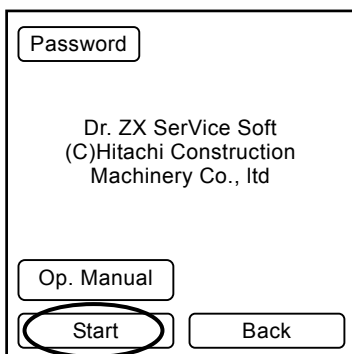 Password
Dr. ZX SerVice Soft
(C)Hitachi Construction
Machinery Co., ltd
Op. Manual
Start
Back